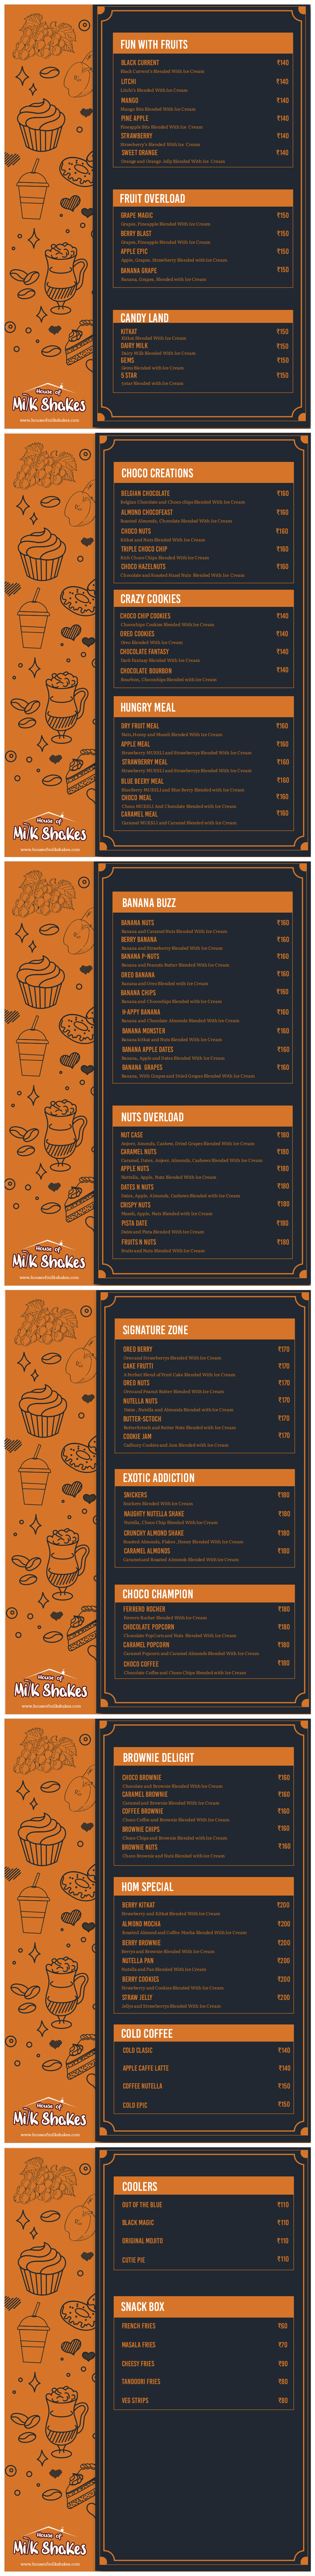 FUN WITH FRUITS
BLACK CURRENT ₹140
Black Current's Blended With Ice Cream
LITCHI ₹140
Litchi's Blended With Ice Cream
MANGO ₹140
Mango Bits Blended With Ice Cream
PINE APPLE ₹140
Pineapple Bits Blended With Ice Cream
STRAWBERRY ₹140
Strawberry's Blended With Ice Cream
SWEET ORANGE ₹140
Orange and Orange Jelly Blended With Ice Cream
FRUIT OVERLOAD
GRAPE MAGIC ₹150
Grapes, Pineapple Blended With Ice Cream
BERRY BLAST ₹150
Grapes, Pineapple Blended With Ice Cream
APPLE EPIC ₹150
Apple, Grapes, Strawberry Blended with Ice Cream
BANANA GRAPE ₹150
Banana, Grapes, Blended with Ice Cream
CANDY LAND
KITKAT ₹150
Kitkat Blended With Ice Cream
DAIRY MILK ₹150
Dairy Milk Blended With Ice Cream
GEMS ₹150
Gems Blended with Ice Cream
5 STAR ₹150
5star Blended with Ice Cream
House of
Milk Shakes
www.houseofmilkshakes.com
CHOCO CREATIONS
BELGIAN CHOCOLATE ₹160
Belgian Chocolate and Choco chips Blended With Ice Cream
ALMOND CHOCOFEAST ₹160
Roasted Almonds, Chocolate Blended With Ice Cream
CHOCO NUTS ₹160
Kitkat and Nuts Blended With Ice Cream
TRIPLE CHOCO CHIP ₹160
Rich Choco Chips Blended With Ice Cream
CHOCO HAZELNUTS ₹160
Chocolate and Roasted Hazel Nuts Blended With Ice Cream
CRAZY COOKIES
CHOCO CHIP COOKIES ₹140
Chocochips Cookies Blended With Ice Cream
OREO COOKIES ₹140
Oreo Blended With Ice Cream
CHOCOLATE FANTASY ₹140
Dark Fantasy Blended With Ice Cream
CHOCOLATE BOURBON ₹140
Bourbon, Chocochips Blended with Ice Cream
HUNGRY MEAL
DRY FRUIT MEAL ₹160
Nuts, Honey and Muesli Blended With Ice Cream
APPLE MEAL ₹160
Strawberry MUESLI and Strawberrys Blended With Ice Cream
STRAWBERRY MEAL ₹160
Strawberry MUESLI and Strawberrys Blended With Ice Cream
BLUE BEERY MEAL ₹160
BlueBerry MUESLI and Blue Berry Blended with Ice Cream
CHOCO MEAL ₹160
Choco MUESLI And Chocolate Blended with Ice Cream
CARAMEL MEAL ₹160
Caramel MUESLI and Caramel Blended with Ice Cream
House of
Milk Shakes
www.houseofmilkshakes.com
BANANA BUZZ
BANANA NUTS ₹160
Banana and Caramel Nuts Blended With Ice Cream
BERRY BANANA ₹160
Banana and Strawberry Blended With Ice Cream
BANANA P-NUTS ₹160
Banana and Peanuts Butter Blended With Ice Cream
OREO BANANA ₹160
Banana and Oreo Blended with Ice Cream
BANANA CHIPS ₹160
Banana and Chocochips Blended with Ice Cream
H-APPY BANANA ₹160
Banana and Chocolate Almonds Blended With Ice Cream
BANANA MONSTER ₹160
Banana Kitkat and Nuts Blended With Ice Cream
BANANA APPLE DATES ₹160
Banana, Apple and Dates Blended With Ice Cream
BANANA GRAPES ₹160
Banana, With Grapes and Dried Grapes Blended With Ice Cream
NUTS OVERLOAD
NUT CASE ₹180
Anjeer, Amonds, Cashew, Dried Grapes Blended With Ice Cream
CARAMEL NUTS ₹180
Caramel, Dates, Anjeer, Almonds, Cashews Blended With Ice Cream
APPLE NUTS ₹180
Nuttella, Apple, Nuts Blended With Ice Cream
DATES N NUTS ₹180
Dates, Apple, Almonds, Cashews Blended with Ice Cream
CRISPY NUTS ₹180
Muesli, Apple, Nuts Blended with Ice Cream
PISTA DATE ₹180
Dates and Pista Blended With Ice Cream
FRUITS N NUTS ₹180
Fruits and Nuts Blended With Ice Cream
House of
Milk Shakes
www.houseofmilkshakes.com
SIGNATURE ZONE
OREO BERRY ₹170
Oreo and Strawberrys Blended With Ice Cream
CAKE FRUTTI ₹170
A Perfect Blend of Fruit Cake Blended With Ice Cream
OREO NUTS ₹170
Oreo and Peanut Butter Blended With Ice Cream
NUTELLA NUTS ₹170
Dates , Nutella and Almonds Blended with Ice Cream
BUTTER-SCTOCH ₹170
ButterScotch and Butter Nuts Blended with Ice Cream
COOKIE JAM ₹170
Cadbury Cookies and Jam Blended with Ice Cream
EXOTIC ADDICTION
SNICKERS ₹180
Snickers Blended With Ice Cream
NAUGHTY NUTELLA SHAKE ₹180
Nutella, Choco Chip Blended With Ice Cream
CRUNCHY ALMOND SHAKE ₹180
Roasted Almonds, Flakes ,Honey Blended With Ice Cream
CARAMEL ALMONDS ₹180
Caramel and Roasted Almonds Blended With Ice Cream
CHOCO CHAMPION
FERRERO ROCHER ₹180
Ferrero Rocher Blended With Ice Cream
CHOCOLATE POPCORN ₹180
Chocolate PopCorn and Nuts Blended With Ice Cream
CARAMEL POPCORN ₹180
Caramel Popcorn and Caramel Almonds Blended With Ice Cream
CHOCO COFFEE ₹180
Chocolate Coffee and Choco Chips Blended with Ice Cream
House of
Milk Shakes
www.houseofmilkshakes.com
BROWNIE DELIGHT
CHOCO BROWNIE ₹160
Chocolate and Brownie Blended With Ice Cream
CARAMEL BROWNIE ₹160
Caramel and Brownie Blended With Ice Cream
COFFEE BROWNIE ₹160
Choco Coffee and Brownie Blended With Ice Cream
BROWNIE CHIPS ₹160
Choco Chips and Brownie Blended with Ice Cream
BROWNIE NUTS ₹160
Choco Brownie and Nuts Blended with Ice Cream
HOM SPECIAL
BERRY KITKAT ₹200
Strawberry and Kitkat Blended With Ice Cream
ALMOND MOCHA ₹200
Roasted Almond and Coffee Mocha Blended With Ice Cream
BERRY BROWNIE ₹200
Berrys and Brownie Blended With Ice Cream
NUTELLA PAN ₹200
Nutella and Pan Blended With Ice Cream
BERRY COOKIES ₹200
Strawberry and Cookies Blended With Ice Cream
STRAW JELLY ₹200
Jellys and Strawberrys Blended With Ice Cream
COLD COFFEE
COLD CLASIC ₹140
APPLE CAFFE LATTE ₹140
COFFEE NUTELLA ₹150
COLD EPIC ₹150
House of
Milk Shakes
www.houseofmilkshakes.com
COOLERS
OUT OF THE BLUE ₹110
BLACK MAGIC ₹110
ORIGINAL MOJITO ₹110
CUTIE PIE ₹110
SNACK BOX
FRENCH FRIES ₹60
MASALA FRIES ₹70
CHEESY FRIES ₹90
TANDOORI FRIES ₹80
VEG STRIPS ₹80
House of
Milk Shakes
www.houseofmilkshakes.com